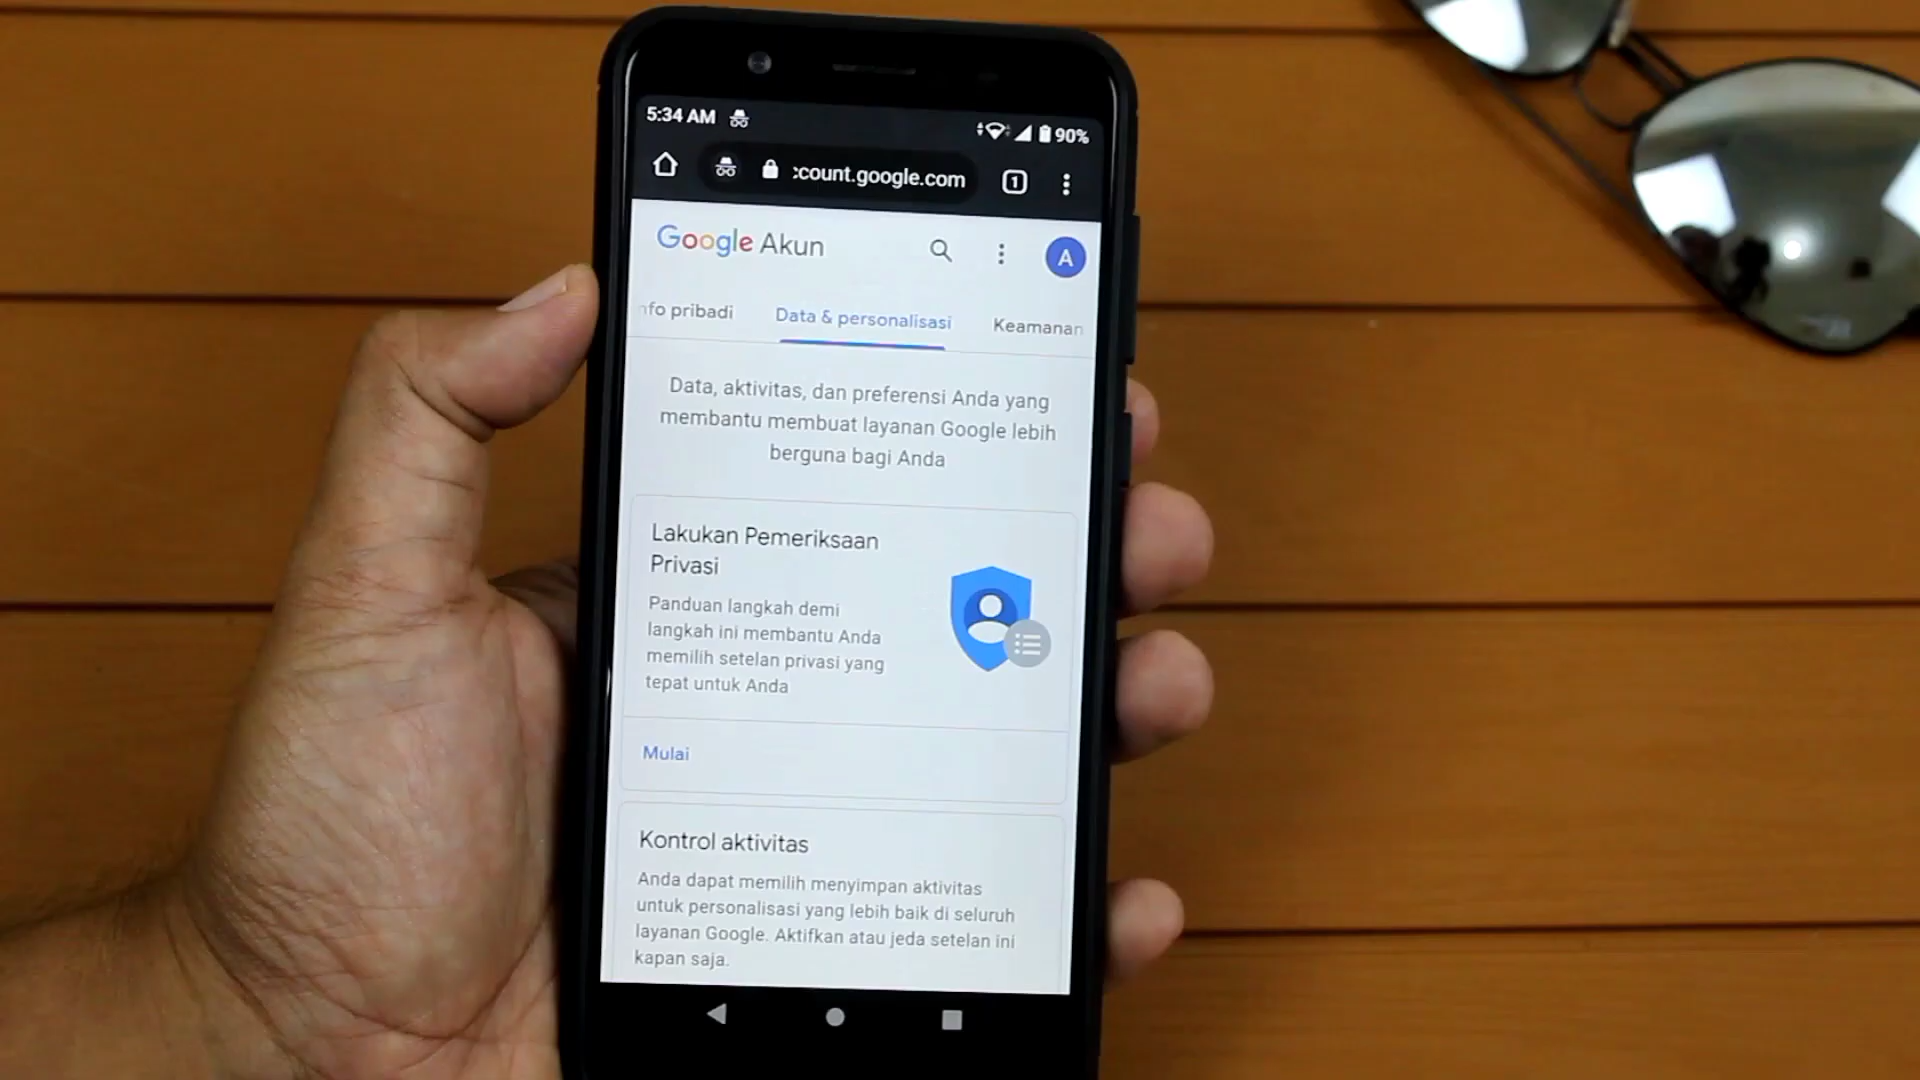 5:34 AM
90%
:count.google.com
1
Google Akun
A
nfo pribadi
Data & personalisasi
Keamanan
Data, aktivitas, dan preferensi Anda yang
membantu membuat layanan Google lebih
berguna bagi Anda
Lakukan Pemeriksaan
Privasi
Panduan langkah demi
langkah ini membantu Anda
memilih setelan privasi yang
tepat untuk Anda
Mulai
Kontrol aktivitas
Anda dapat memilih menyimpan aktivitas
untuk personalisasi yang lebih baik di seluruh
layanan Google. Aktifkan atau jeda setelan ini
kapan saja.